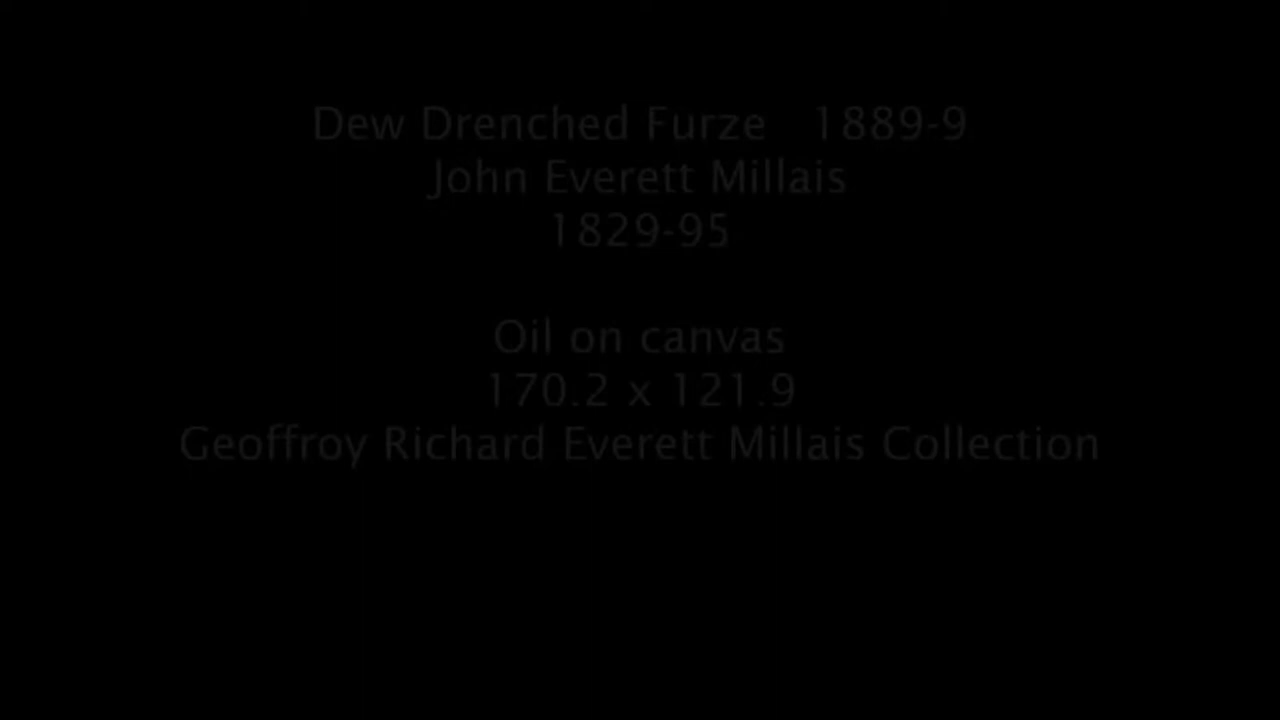 Dew Drenched Furze 1889-9
John Everett Millais
1829-95
Oil on canvas
170.2 x 121.9
Geoffroy Richard Everett Millais Collection